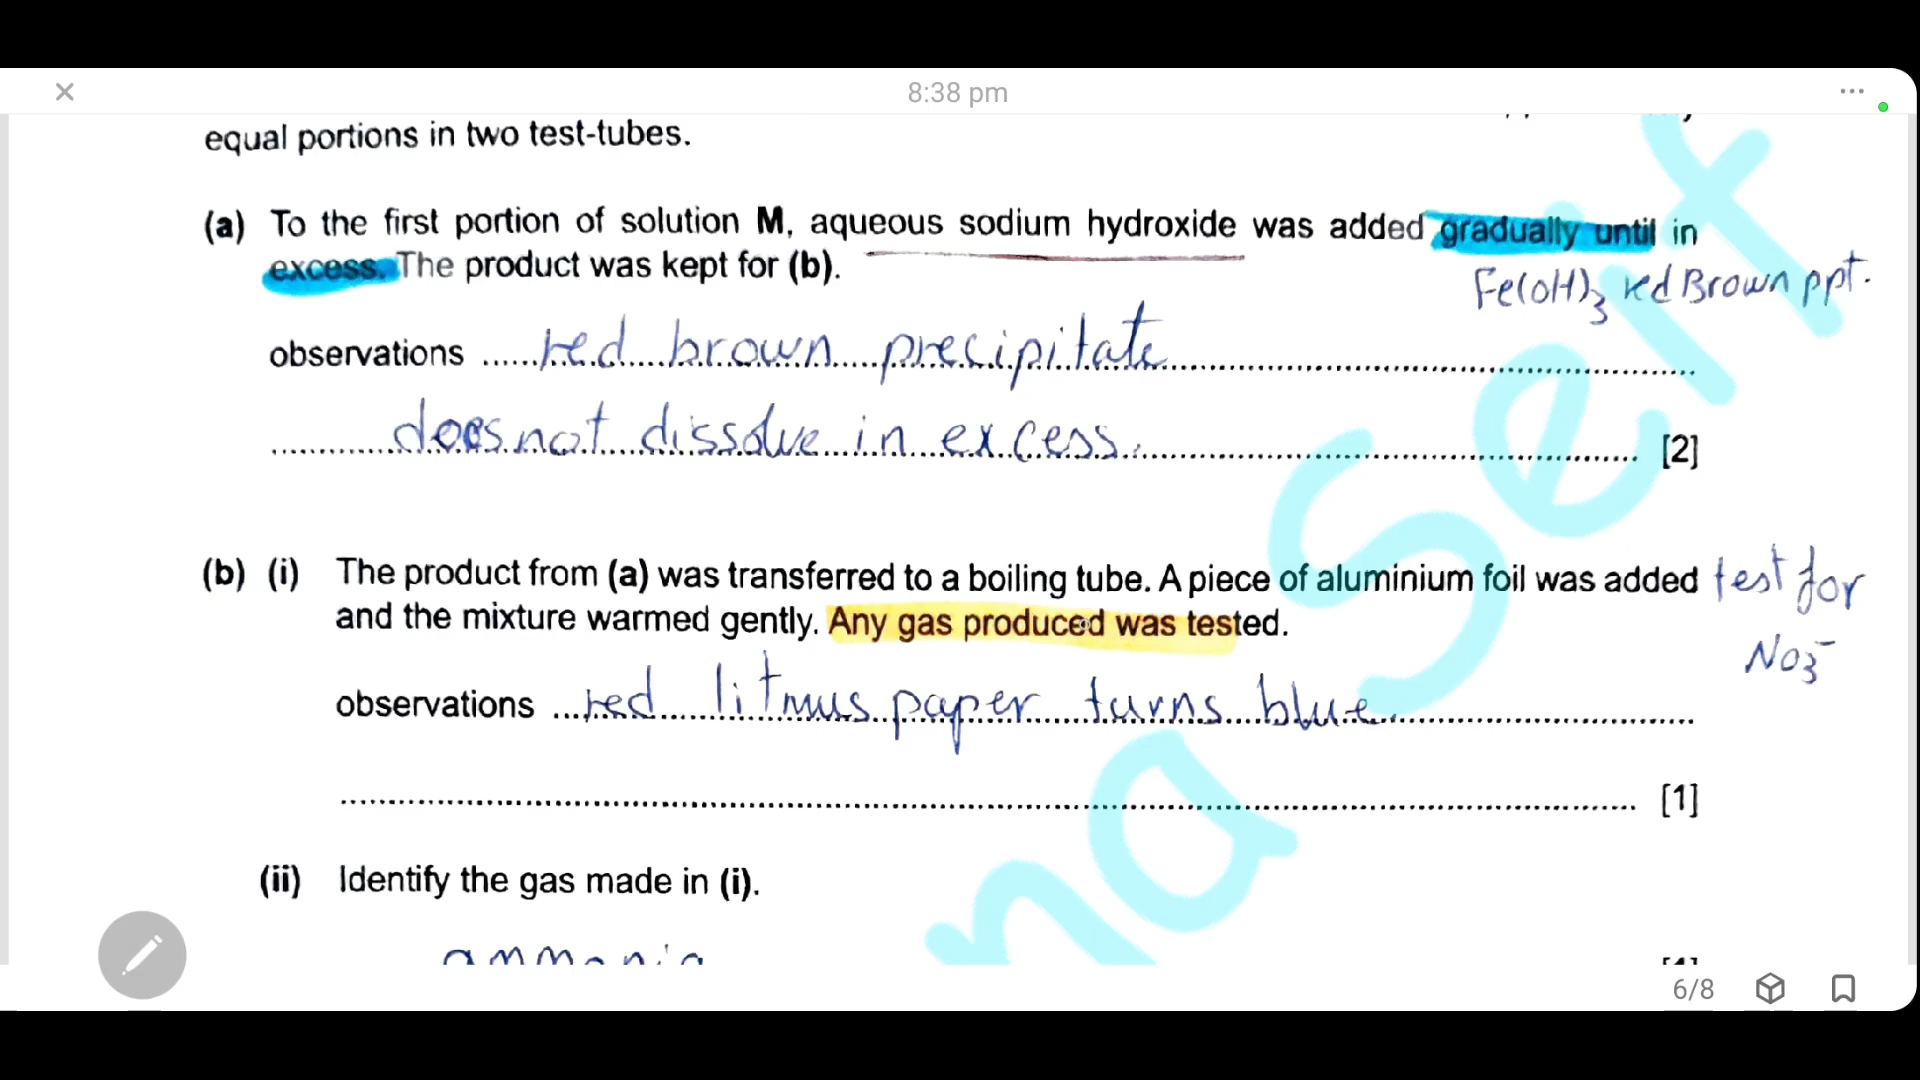 8:38 pm
equal portions in two test-tubes.
(a) To the first portion of solution M, aqueous sodium hydroxide was added gradually until in
excess. The product was kept for (b).
Fe(OH)3 red Brown ppt.
observations ...... red brown precipitate
does not dissolve in excess. [2]
(b) (i) The product from (a) was transferred to a boiling tube. A piece of aluminium foil was added
and the mixture warmed gently. Any gas produced was tested.
test for
NO3-
observations ... red litmus paper turns blue.
[1]
(ii) Identify the gas made in (i).
ammonia
6/8
na Seif